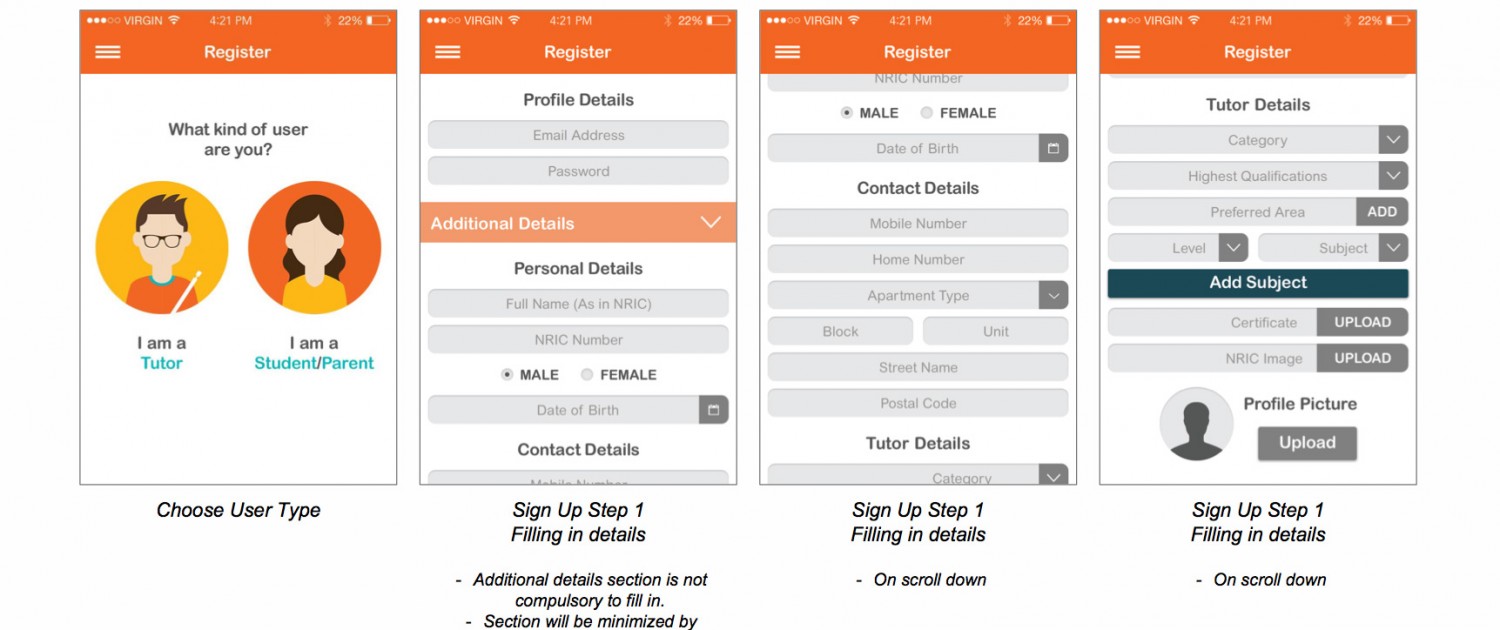 VIRGIN 4:21 PM 22%
Register
What kind of user
are you?
I am a
Tutor
I am a
Student/Parent
Choose User Type
VIRGIN 4:21 PM 22%
Register
Profile Details
Email Address
Password
Additional Details
Personal Details
Full Name (As in NRIC)
NRIC Number
MALE FEMALE
Date of Birth
Contact Details
Mobile Number
Sign Up Step 1
Filling in details
- Additional details section is not
compulsory to fill in.
- Section will be minimized by
VIRGIN 4:21 PM 22%
Register
NRIC Number
MALE FEMALE
Date of Birth
Contact Details
Mobile Number
Home Number
Apartment Type
Block Unit
Street Name
Postal Code
Tutor Details
Category
Sign Up Step 1
Filling in details
- On scroll down
VIRGIN 4:21 PM 22%
Register
Tutor Details
Category
Highest Qualifications
Preferred Area ADD
Level Subject
Add Subject
Certificate UPLOAD
NRIC Image UPLOAD
Profile Picture
Upload
Sign Up Step 1
Filling in details
- On scroll down